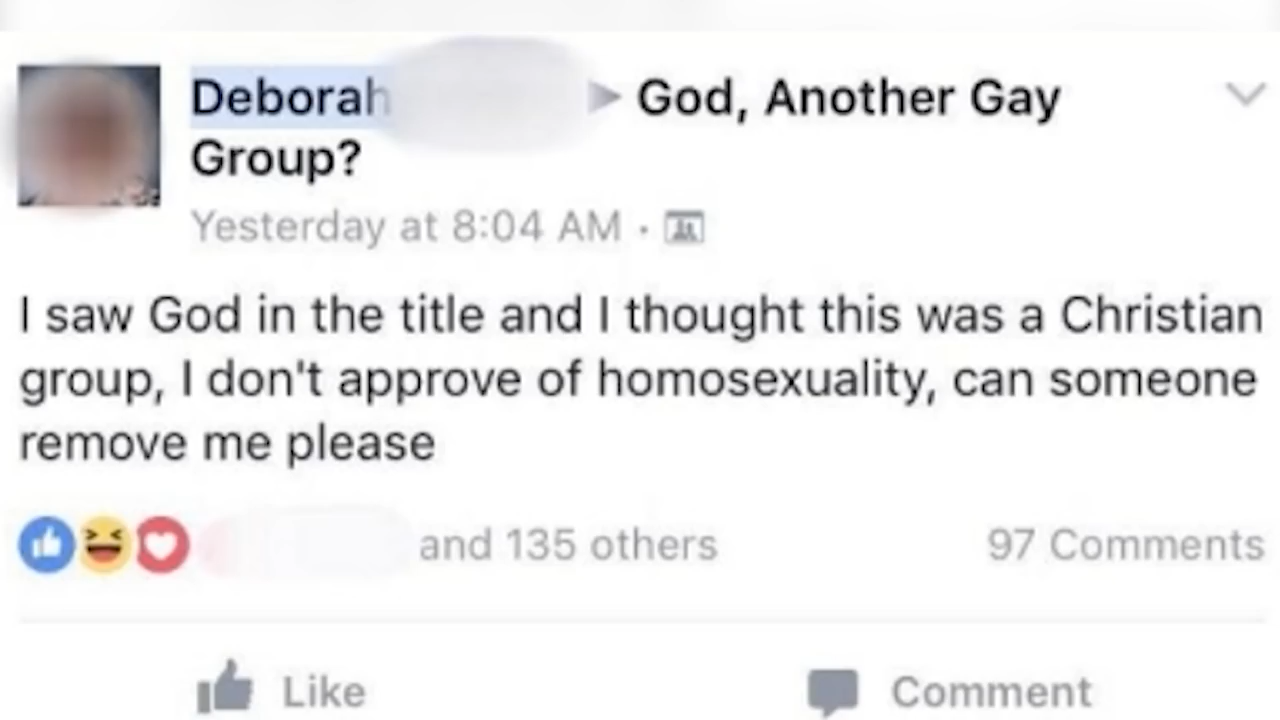 Deborah God, Another Gay
Group?
Yesterday at 8:04 AM ·
I saw God in the title and I thought this was a Christian
group, I don't approve of homosexuality, can someone
remove me please
and 135 others 97 Comments
Like Comment